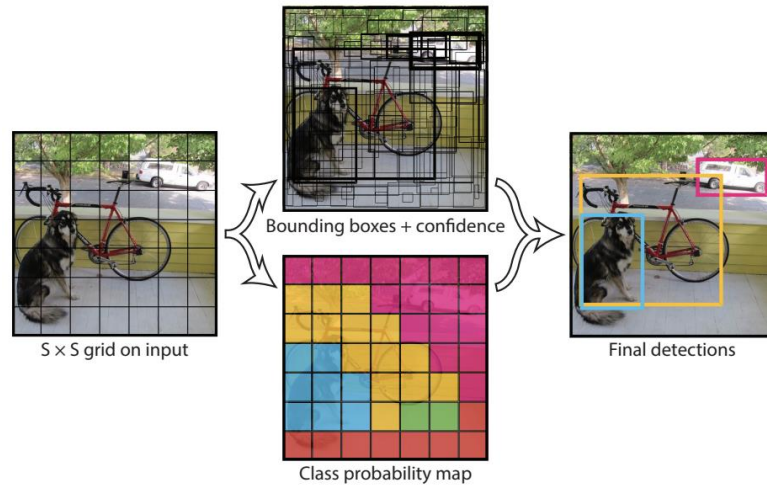 Bounding boxes + confidence
S × S grid on input
Final detections
Class probability map